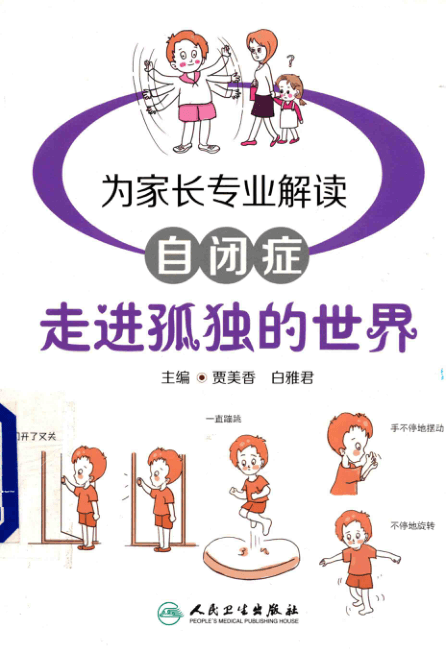 ?
为家长专业解读
自闭症
走进孤独的世界
主编 ◉ 贾美香 白雅君
一直蹦跳
手不停地摆动
开了又关
不停地旋转
人民卫生出版社
PEOPLE'S MEDICAL PUBLISHING HOUSE